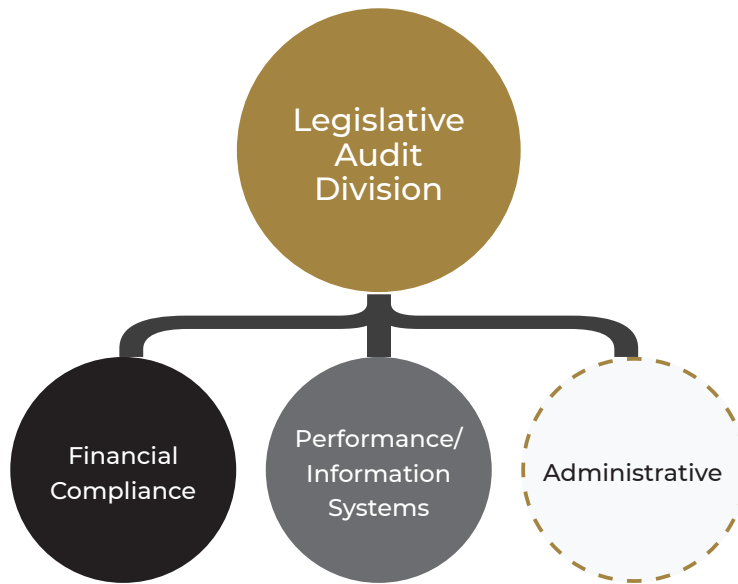 Legislative
Audit
Division
Financial
Compliance
Performance/
Information
Systems
Administrative